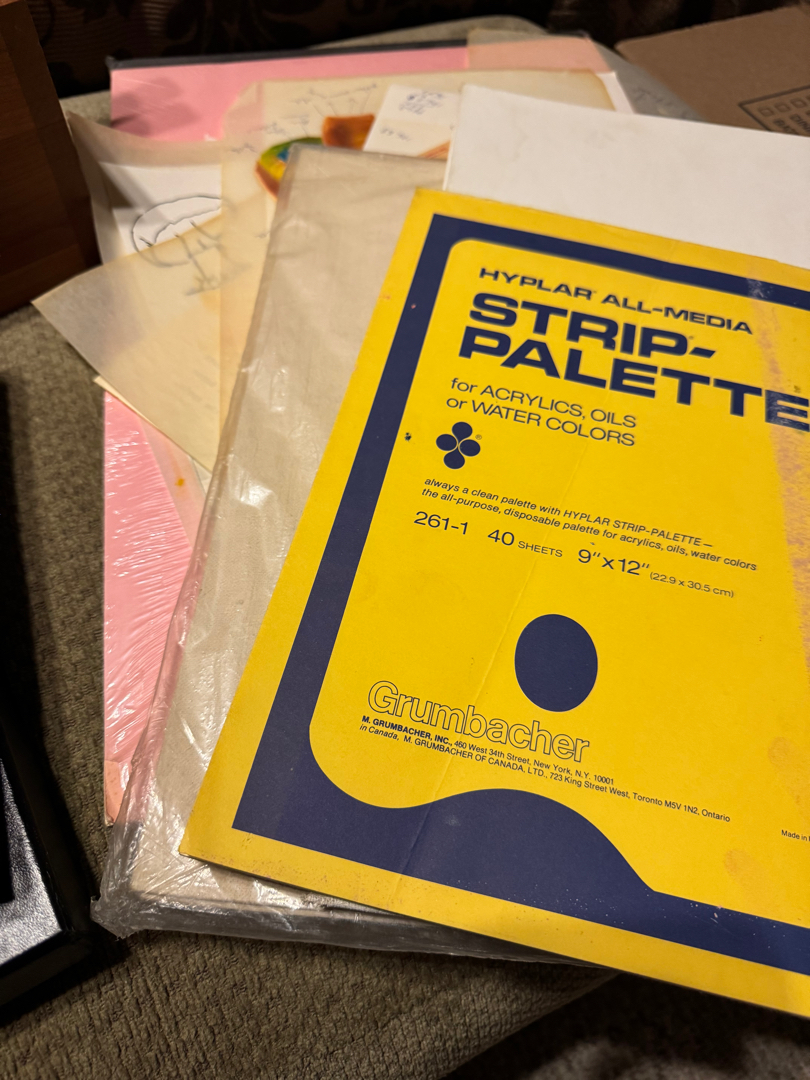 HYPLAR ALL-MEDIA
STRIP-
PALETTE
for ACRYLICS, OILS
or WATER COLORS
®
always a clean palette with HYPLAR STRIP-PALETTE—
the all-purpose, disposable palette for acrylics, oils, water colors
261-1 40 SHEETS 9"x12" (22.9 x 30.5 cm)
Grumbacher
M. GRUMBACHER, INC., 460 West 34th Street, New York, N.Y. 10001
in Canada, M. GRUMBACHER OF CANADA, LTD., 723 King Street West, Toronto M5V 1N2, Ontario
Made in